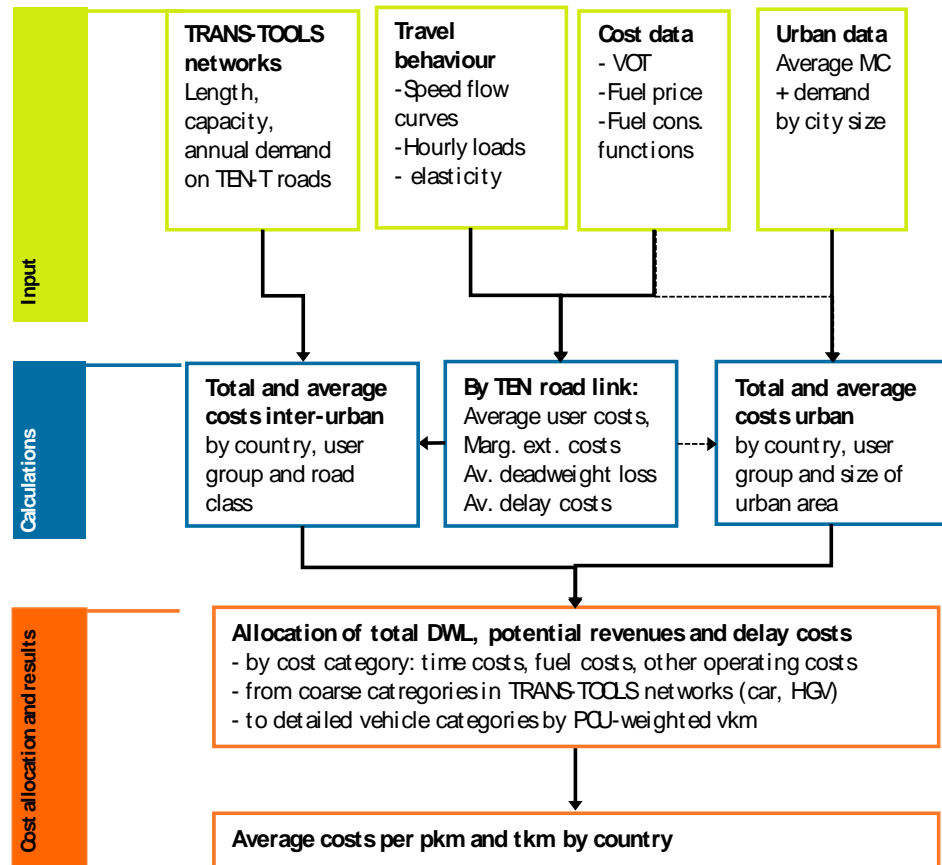 Input
TRANS-TOOLS
networks
Length,
capacity,
annual demand
on TEN-T roads
Travel
behaviour
-Speed flow
curves
-Hourly loads
- elasticity
Cost data
- VOT
-Fuel price
-Fuel cons.
functions
Urban data
Average MC
+ demand
by city size
Calculations
Total and average
costs inter-urban
by country, user
group and road
class
By TEN road link:
Average user costs,
Marg. ext. costs
Av. deadweight loss
Av. delay costs
Total and average
costs urban
by country, user
group and size of
urban area
Cost allocation and results
Allocation of total DWL, potential revenues and delay costs
- by cost category: time costs, fuel costs, other operating costs
- from coarse catregories in TRANS-TOOLS networks (car, HGV)
- to detailed vehicle categories by PCU-weighted vkm
Average costs per pkm and tkm by country